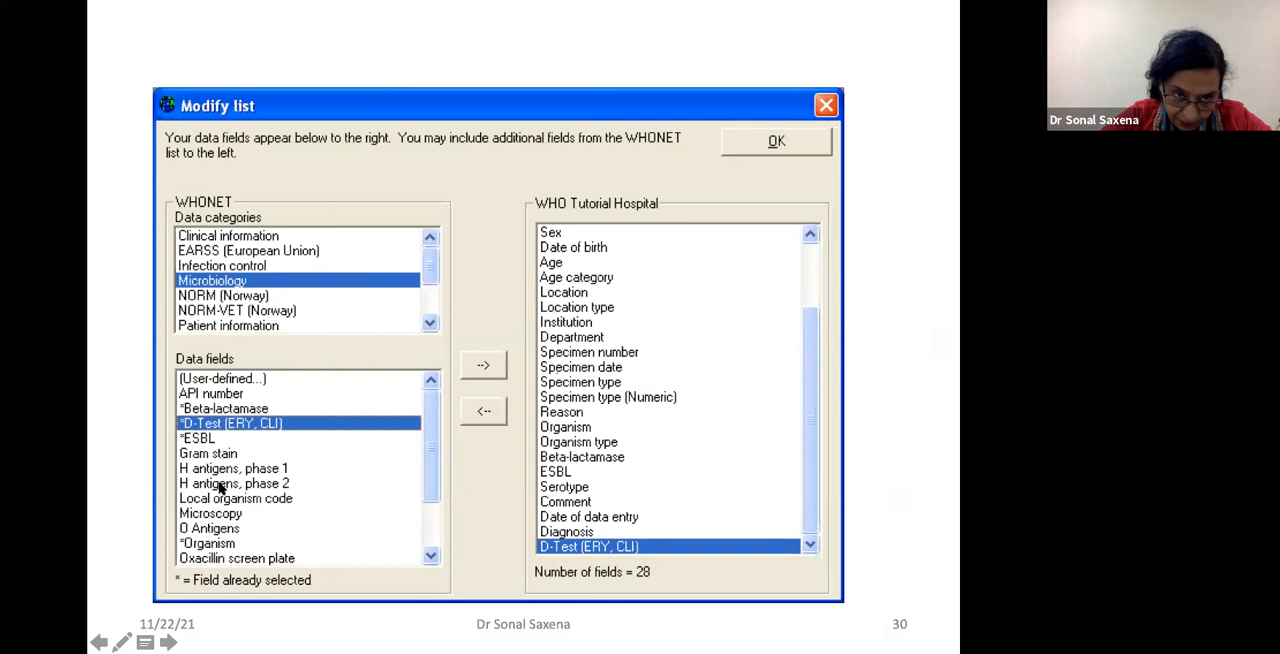 Modify list
Your data fields appear below to the right. You may include additional fields from the WHONET
list to the left.
OK
WHONET
Data categories
Clinical information
EARSS (European Union)
Infection control
Microbiology
NORM (Norway)
NORM-VET (Norway)
Patient information
Data fields
(User-defined...)
API number
*Beta-lactamase
*D-Test (ERY, CLI)
*ESBL
Gram stain
H antigens, phase 1
H antigens, phase 2
Local organism code
Microscopy
O Antigens
*Organism
Oxacillin screen plate
* = Field already selected
-->
<--
WHO Tutorial Hospital
Sex
Date of birth
Age
Age category
Location
Location type
Institution
Department
Specimen number
Specimen date
Specimen type
Specimen type (Numeric)
Reason
Organism
Organism type
Beta-lactamase
ESBL
Serotype
Comment
Date of data entry
Diagnosis
D-Test (ERY, CLI)
Number of fields = 28
11/22/21
Dr Sonal Saxena
30
Dr Sonal Saxena